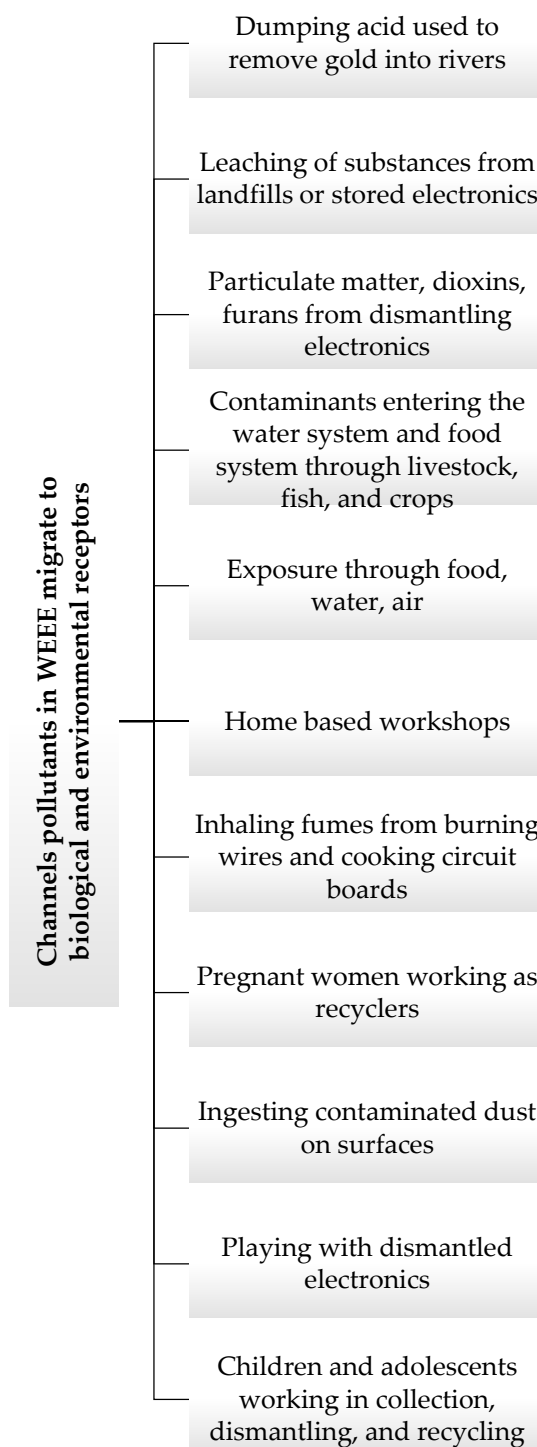 Channels pollutants in WEEE migrate to
biological and environmental receptors
Dumping acid used to
remove gold into rivers
Leaching of substances from
landfills or stored electronics
Particulate matter, dioxins,
furans from dismantling
electronics
Contaminants entering the
water system and food
system through livestock,
fish, and crops
Exposure through food,
water, air
Home based workshops
Inhaling fumes from burning
wires and cooking circuit
boards
Pregnant women working as
recyclers
Ingesting contaminated dust
on surfaces
Playing with dismantled
electronics
Children and adolescents
working in collection,
dismantling, and recycling